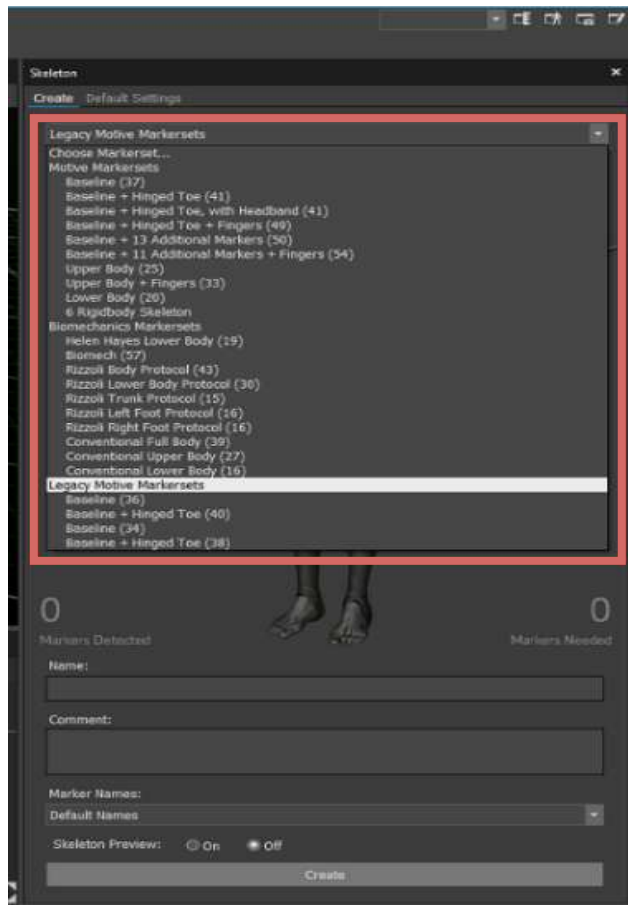 Skeleton
Create Default Settings
Legacy Motive Markersets
Choose Markerset...
Motive Markersets
Baseline (37)
Baseline + Hinged Toe (41)
Baseline + Hinged Toe, with Headband (41)
Baseline + Hinged Toe + Fingers (49)
Baseline + 13 Additional Markers (50)
Baseline + 11 Additional Markers + Fingers (54)
Upper Body (25)
Upper Body + Fingers (33)
Lower Body (20)
6 Rigidbody Skeleton
Biomechanics Markersets
Helen Hayes Lower Body (19)
Biomech (57)
Rizzoli Body Protocol (43)
Rizzoli Lower Body Protocol (30)
Rizzoli Trunk Protocol (15)
Rizzoli Left Foot Protocol (16)
Rizzoli Right Foot Protocol (16)
Conventional Full Body (39)
Conventional Upper Body (27)
Conventional Lower Body (16)
Legacy Motive Markersets
Baseline (36)
Baseline + Hinged Toe (40)
Baseline (34)
Baseline + Hinged Toe (38)
0 0
Markers Detected Markers Needed
Name:
Comment:
Marker Names:
Default Names
Skeleton Preview: On Off
Create